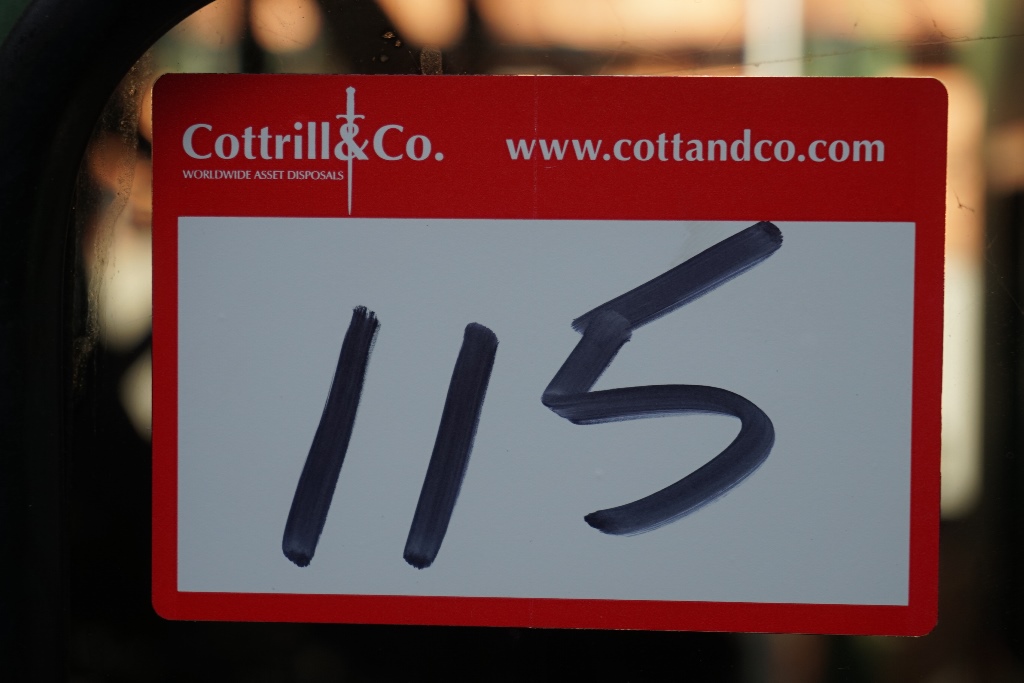 Cottrill&Co. www.cottandco.com
WORLDWIDE ASSET DISPOSALS
115